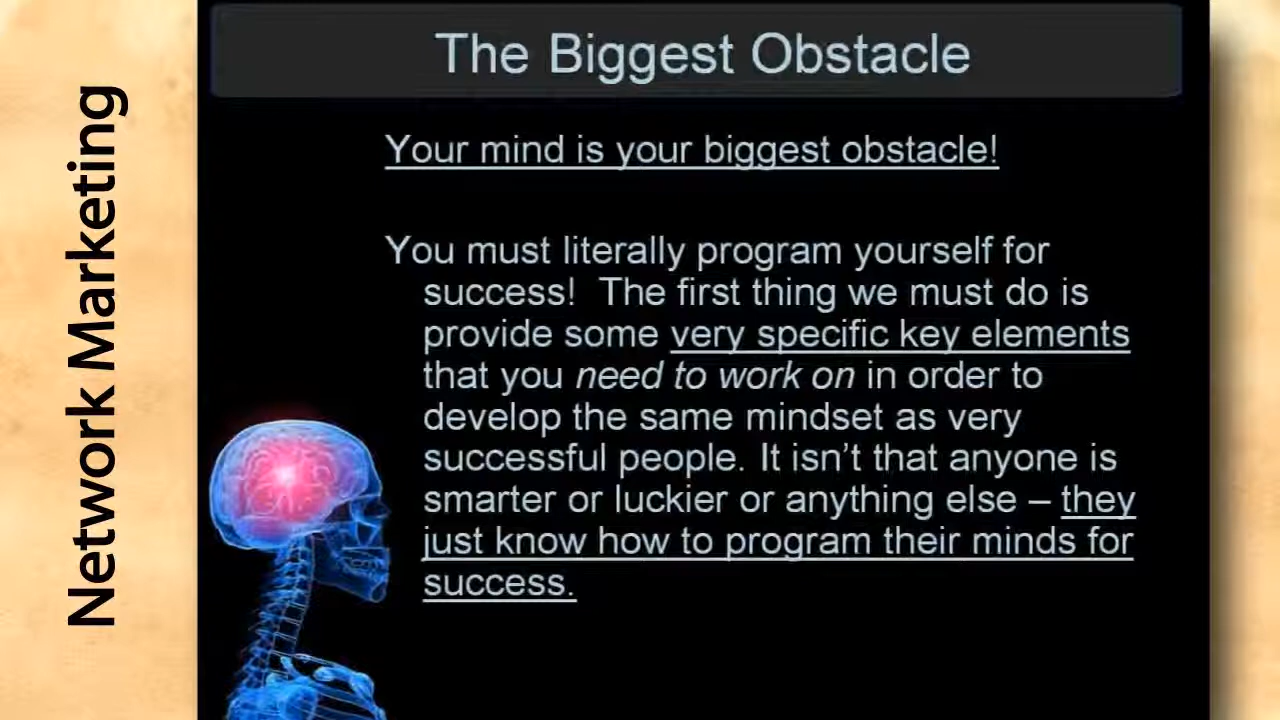 Network Marketing
The Biggest Obstacle
Your mind is your biggest obstacle!
You must literally program yourself for
success!  The first thing we must do is
provide some very specific key elements
that you need to work on in order to
develop the same mindset as very
successful people. It isn’t that anyone is
smarter or luckier or anything else – they
just know how to program their minds for
success.